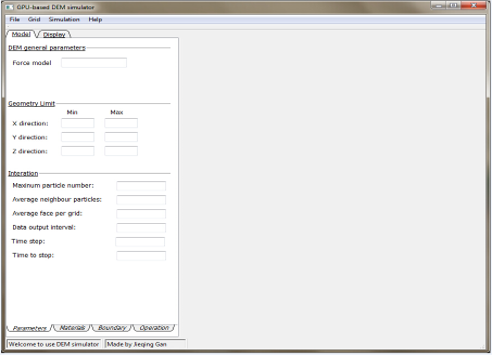 GPU-based DEM simulator
File Grid Simulation Help
Model Display
DEM general parameters
Force model
Geometry Limit
Min Max
X direction:
Y direction:
Z direction:
Interation
Maxinum particle number:
Average neighbour particles:
Average face per grid:
Data output interval:
Time step:
Time to stop:
Parameters Materials Boundary Operation
Welcome to use DEM simulator Made by Jieqing Gan